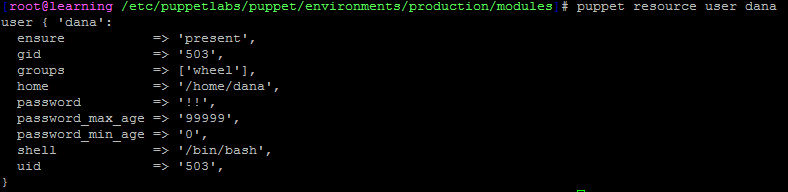 [root@learning /etc/puppetlabs/puppet/environments/production/modules]# puppet resource user dana
user { 'dana':
  ensure           => 'present',
  gid              => '503',
  groups           => ['wheel'],
  home             => '/home/dana',
  password         => '!!',
  password_max_age => '99999',
  password_min_age => '0',
  shell            => '/bin/bash',
  uid              => '503',
}